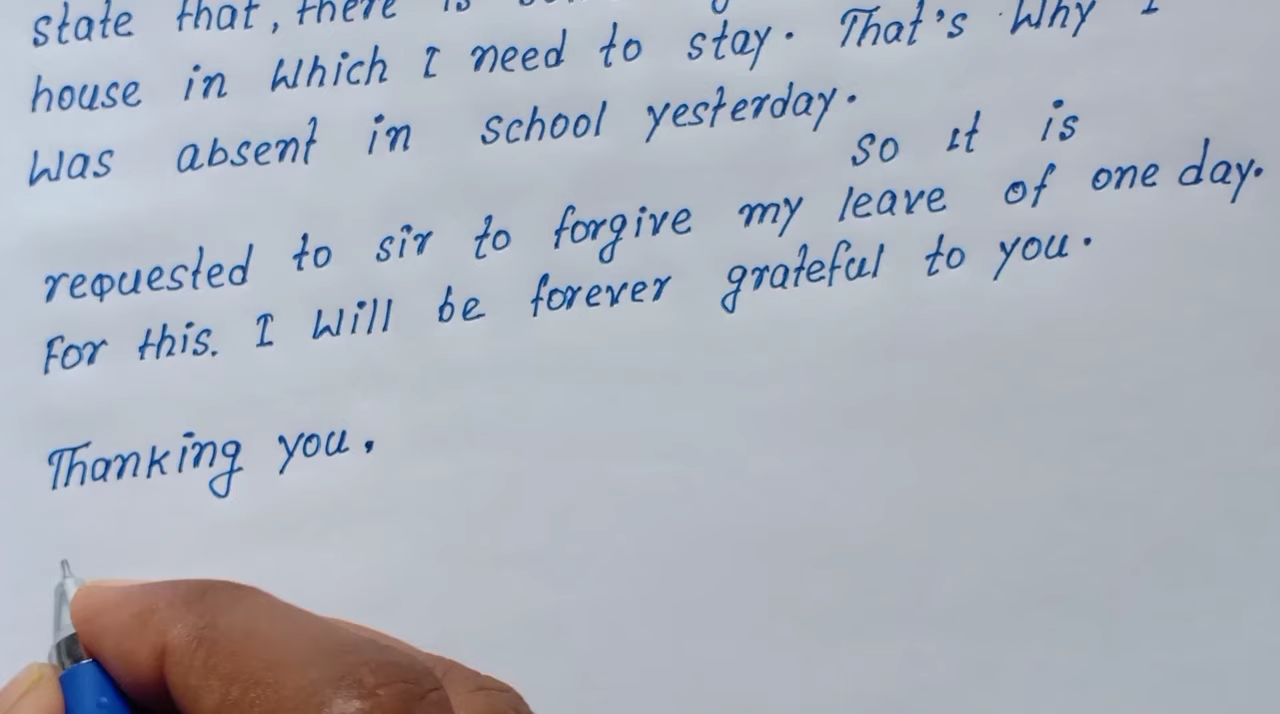 state that, there is
house in which I need to stay. That's why I
was absent in school yesterday.
so it is
requested to sir to forgive my leave of one day.
For this. I will be forever grateful to you.
Thanking you.